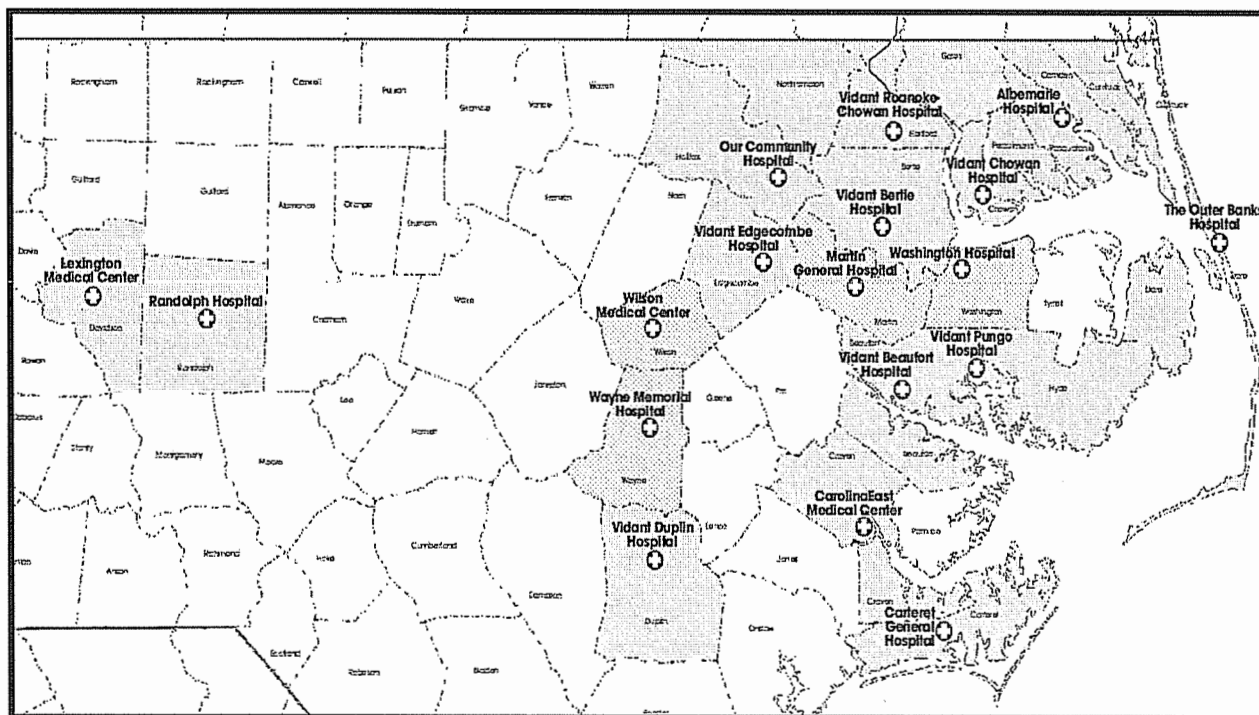 Rockingham
Rockingham
Caswell
Person
Granville
Vance
Warren
Northampton
Gates
Camden
Currituck
Vidant Roanoke-
Chowan Hospital
Hertford
Albemarle
Hospital
Perquimans
Pasquotank
Our Community
Hospital
Halifax
Bertie
Vidant Chowan
Hospital
Chowan
Guilford
Guilford
Alamance
Orange
Durham
Franklin
Nash
Vidant Bertie
Hospital
The Outer Banks
Hospital
Davie
Lexington
Medical Center
Davidson
Randolph Hospital
Randolph
Vidant Edgecombe
Hospital
Edgecombe
Martin
General Hospital
Martin
Washington Hospital
Washington
Tyrrell
Dare
Chatham
Wake
Wilson
Medical Center
Wilson
Rowan
Beaufort
Vidant Beaufort
Hospital
Vidant Pungo
Hospital
Hyde
Lee
Johnston
Wayne Memorial
Hospital
Wayne
Greene
Pitt
Harnett
Stanly
Montgomery
Moore
Craven
Beaufort
CarolinaEast
Medical Center
Pamlico
Vidant Duplin
Hospital
Duplin
Lenoir
Jones
Anson
Richmond
Hoke
Cumberland
Sampson
Craven
Carteret
General
Hospital
Carteret
Onslow
Scotland
Robeson
Bladen